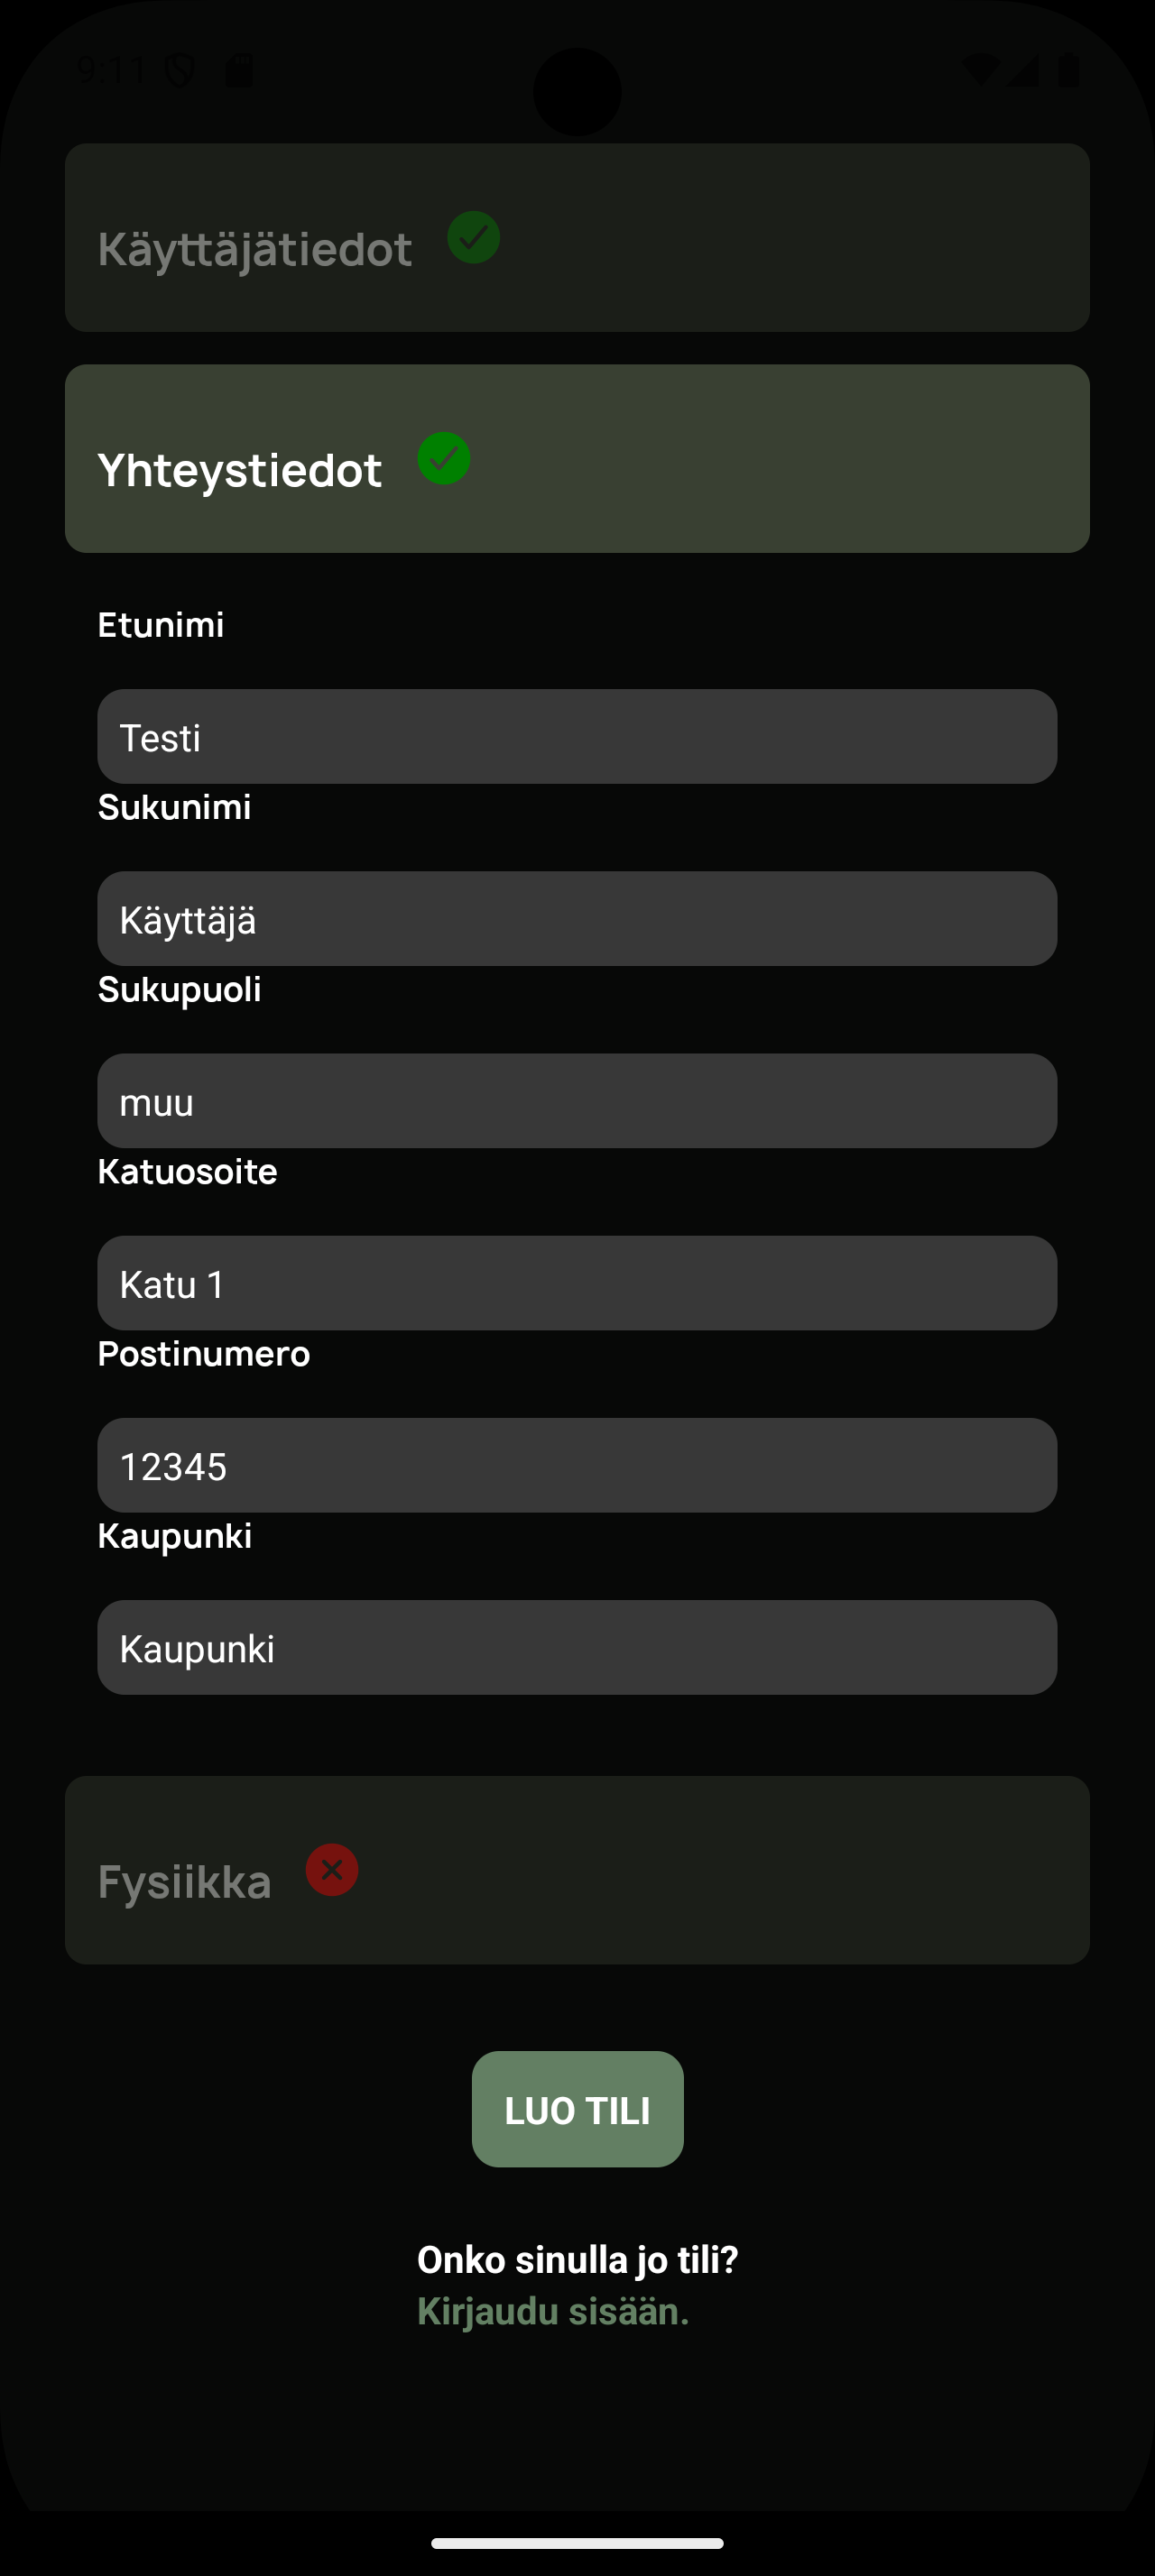 9:11
Käyttäjätiedot
Yhteystiedot
Etunimi
Testi
Sukunimi
Käyttäjä
Sukupuoli
muu
Katuosoite
Katu 1
Postinumero
12345
Kaupunki
Kaupunki
Fysiikka
LUO TILI
Onko sinulla jo tili?
Kirjaudu sisään.